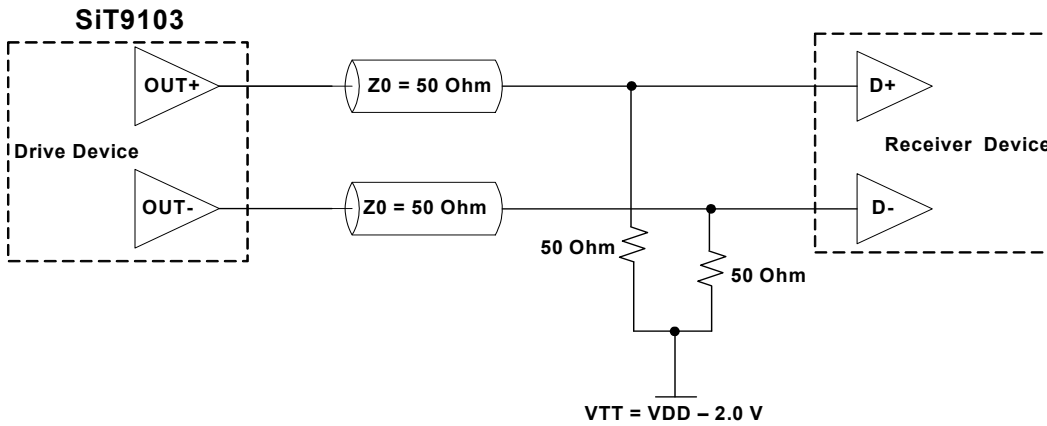 SiT9103
OUT+
Z0 = 50 Ohm
D+
Drive Device
Receiver Device
OUT-
Z0 = 50 Ohm
D-
50 Ohm
50 Ohm
VTT = VDD – 2.0 V